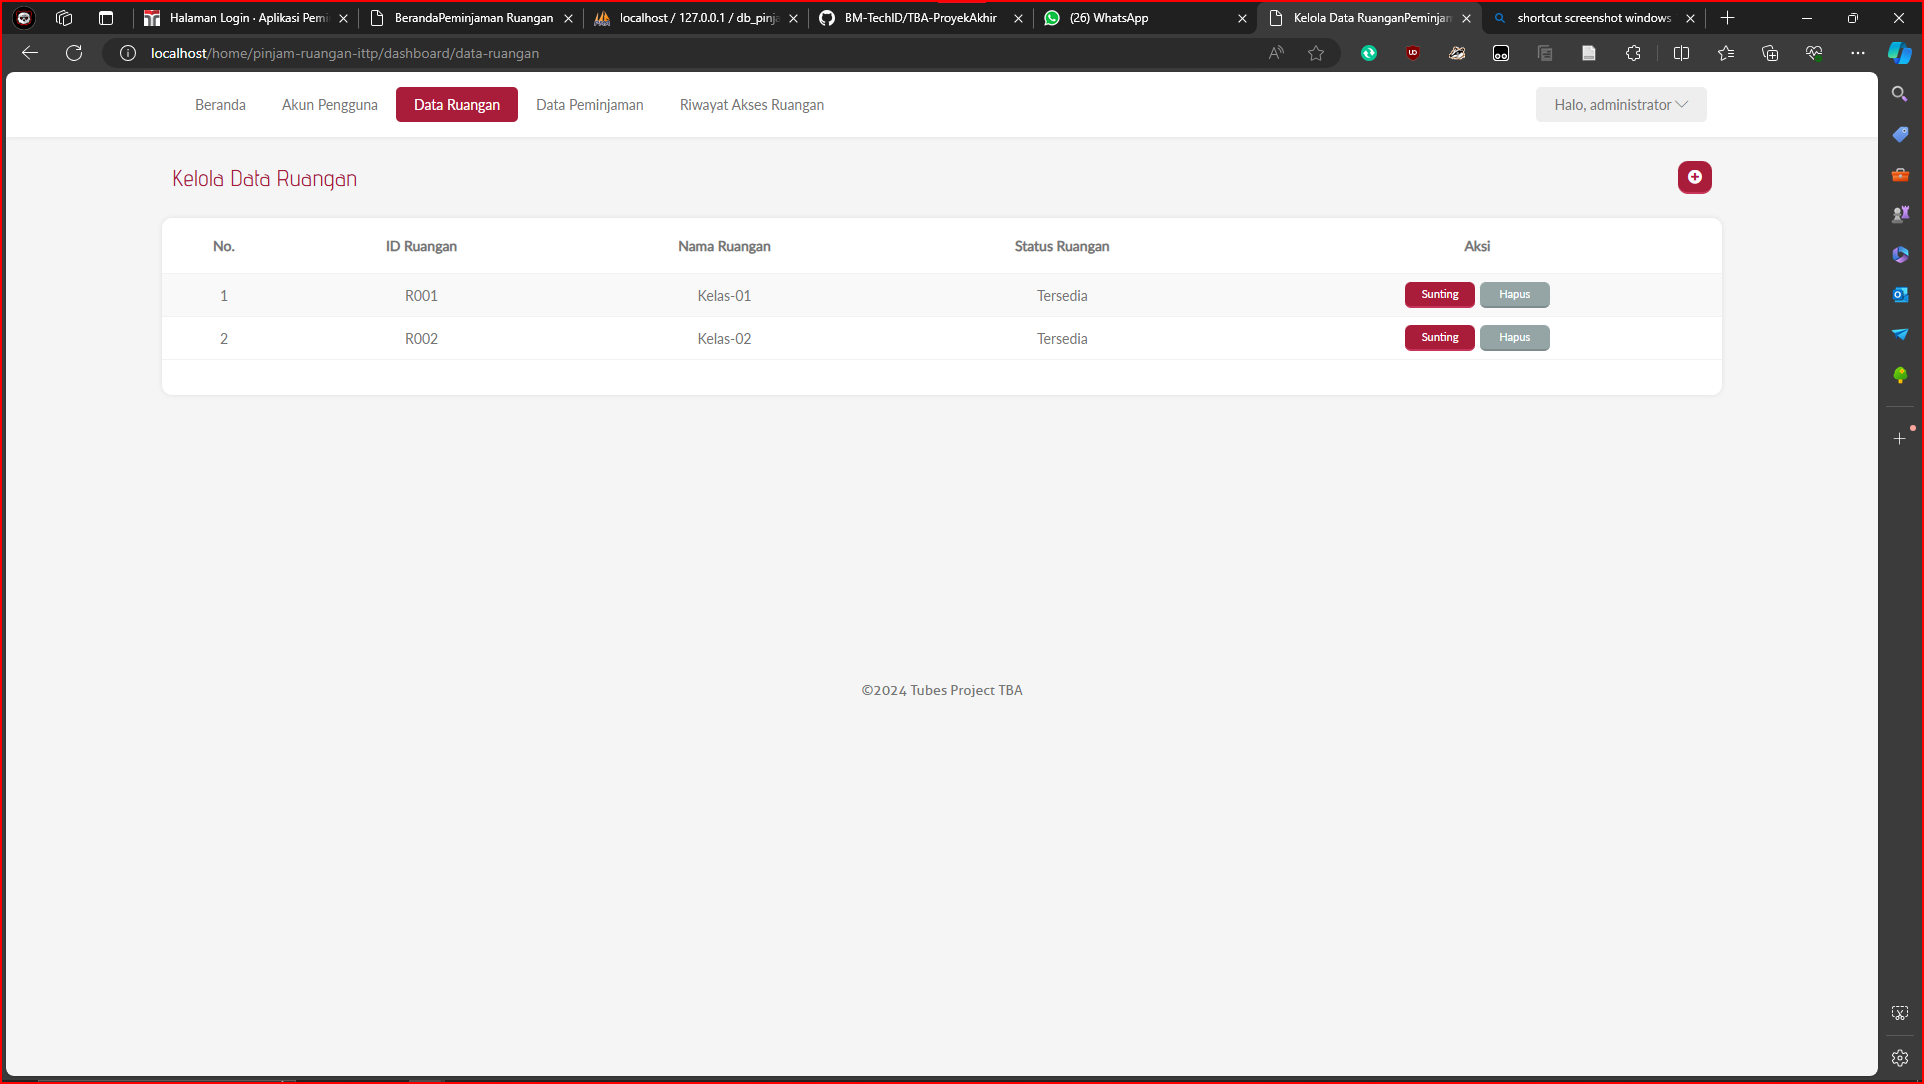 Halaman Login · Aplikasi Pemi
BerandaPeminjaman Ruangan
localhost / 127.0.0.1 / db_pinja
BM-TechID/TBA-ProyekAkhir
(26) WhatsApp
Kelola Data RuanganPeminjam
shortcut screenshot windows
localhost/home/pinjam-ruangan-ittp/dashboard/data-ruangan
Beranda Akun Pengguna Data Ruangan Data Peminjaman Riwayat Akses Ruangan Halo, administrator
Kelola Data Ruangan
No. ID Ruangan Nama Ruangan Status Ruangan Aksi
1 R001 Kelas-01 Tersedia Sunting Hapus
2 R002 Kelas-02 Tersedia Sunting Hapus
©2024 Tubes Project TBA